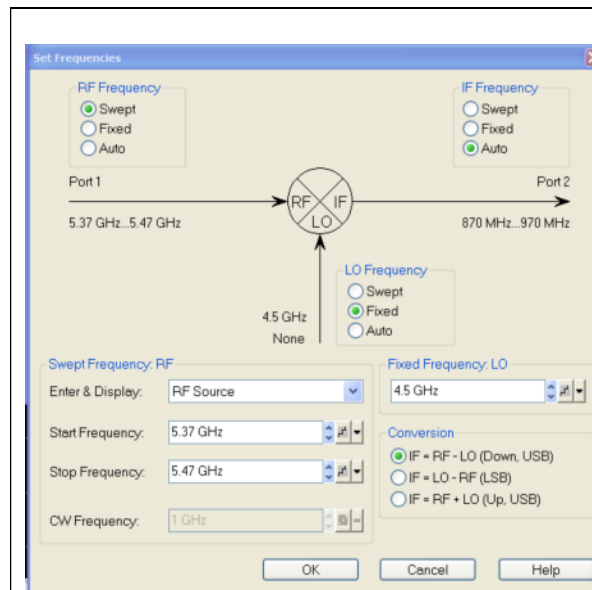 Set Frequencies
RF Frequency
Swept
Fixed
Auto
IF Frequency
Swept
Fixed
Auto
Port 1
Port 2
RF
IF
LO
5.37 GHz...5.47 GHz
870 MHz...970 MHz
LO Frequency
Swept
Fixed
Auto
4.5 GHz
None
Swept Frequency: RF
Enter & Display:
RF Source
Start Frequency:
5.37 GHz
Stop Frequency:
5.47 GHz
CW Frequency:
1 GHz
Fixed Frequency: LO
4.5 GHz
Conversion
IF = RF - LO (Down, USB)
IF = LO - RF (LSB)
IF = RF + LO (Up, USB)
OK
Cancel
Help